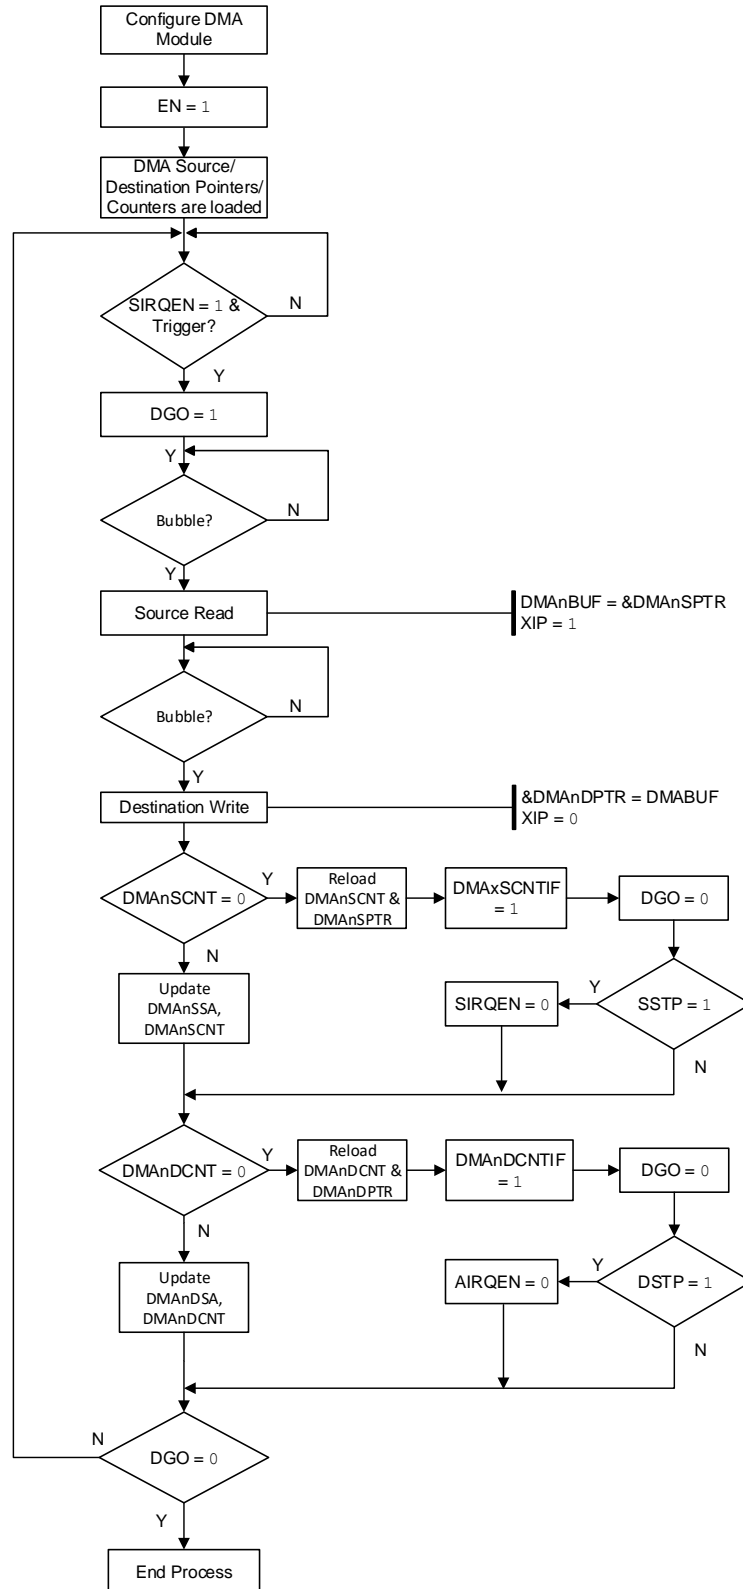 Configure DMA
Module
EN = 1
DMA Source/
Destination Pointers/
Counters are loaded
SIRQEN = 1 &
Trigger?
N
Y
DGO = 1
Y
Bubble?
N
Y
Source Read
DMAnBUF = &DMAnSPTR
XIP = 1
Bubble?
N
Y
Destination Write
&DMAnDPTR = DMABUF
XIP = 0
DMAnSCNT = 0
Y
Reload
DMAnSCNT &
DMAnSPTR
DMAxSCNTIF
= 1
DGO = 0
N
Update
DMAnSSA,
DMAnSCNT
SIRQEN = 0
Y
SSTP = 1
N
DMAnDCNT = 0
Y
Reload
DMAnDCNT &
DMAnDPTR
DMAnDCNTIF
= 1
DGO = 0
N
Update
DMAnDSA,
DMAnDCNT
AIRQEN = 0
Y
DSTP = 1
N
N
DGO = 0
Y
End Process